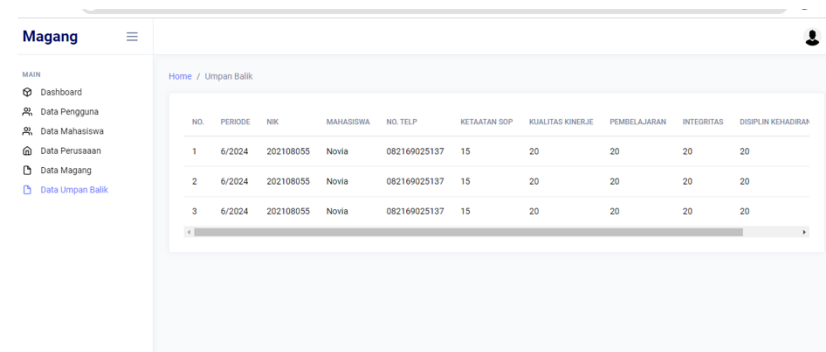 Magang
MAIN
Dashboard
Data Pengguna
Data Mahasiswa
Data Perusaaan
Data Magang
Data Umpan Balik
Home / Umpan Balik
NO. PERIODE NIK MAHASISWA NO. TELP KETAATAN SOP KUALITAS KINERJE PEMBELAJARAN INTEGRITAS DISIPLIN KEHADIRAN
1 6/2024 202108055 Novia 082169025137 15 20 20 20 20
2 6/2024 202108055 Novia 082169025137 15 20 20 20 20
3 6/2024 202108055 Novia 082169025137 15 20 20 20 20